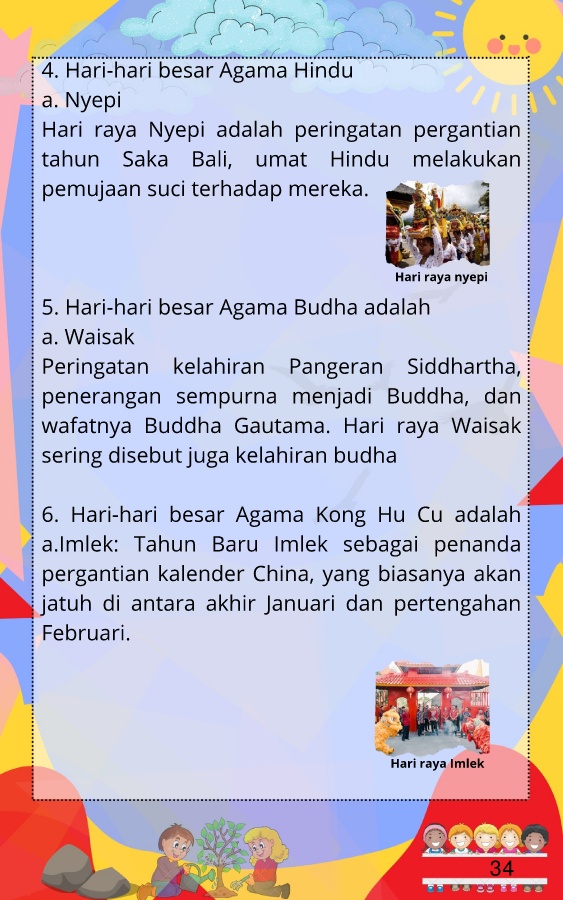 4. Hari-hari besar Agama Hindu
a. Nyepi
Hari raya Nyepi adalah peringatan pergantian
tahun Saka Bali, umat Hindu melakukan
pemujaan suci terhadap mereka.
Hari raya nyepi
5. Hari-hari besar Agama Budha adalah
a. Waisak
Peringatan kelahiran Pangeran Siddhartha,
penerangan sempurna menjadi Buddha, dan
wafatnya Buddha Gautama. Hari raya Waisak
sering disebut juga kelahiran budha
6. Hari-hari besar Agama Kong Hu Cu adalah
a.Imlek: Tahun Baru Imlek sebagai penanda
pergantian kalender China, yang biasanya akan
jatuh di antara akhir Januari dan pertengahan
Februari.
Hari raya Imlek
34